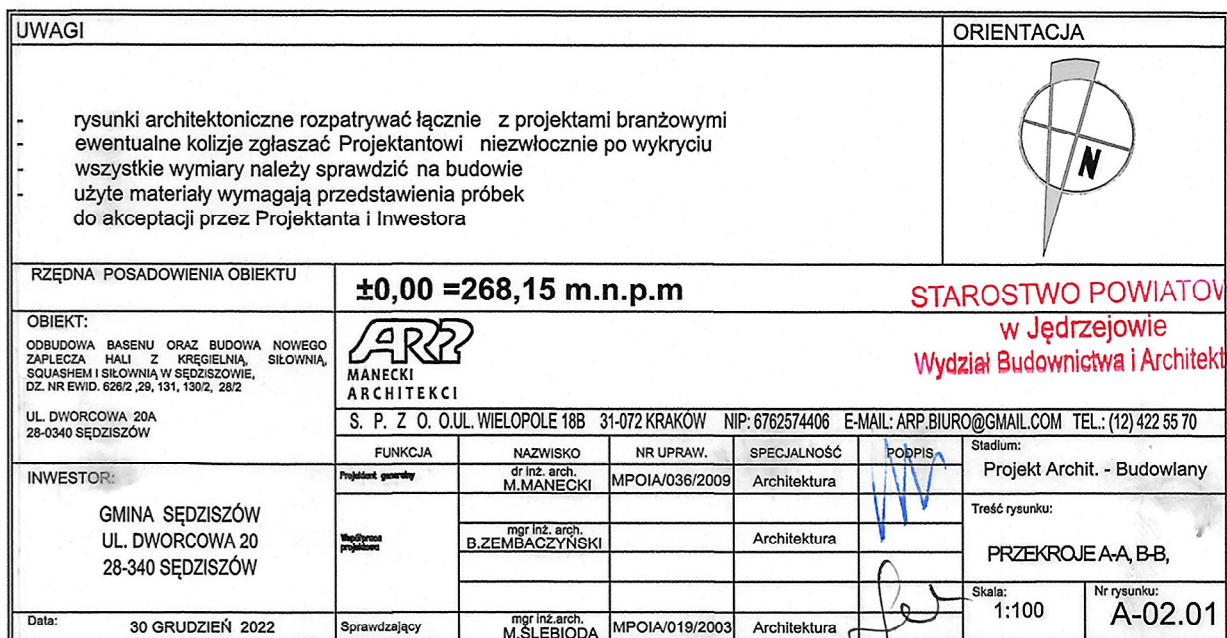 UWAGI
ORIENTACJA
- rysunki architektoniczne rozpatrywać łącznie z projektami branżowymi
- ewentualne kolizje zgłaszać Projektantowi niezwłocznie po wykryciu
- wszystkie wymiary należy sprawdzić na budowie
- użyte materiały wymagają przedstawienia próbek
do akceptacji przez Projektanta i Inwestora
N
RZĘDNA POSADOWIENIA OBIEKTU
±0,00 =268,15 m.n.p.m
STAROSTWO POWIATOW
w Jędrzejowie
Wydział Budownictwa i Architekt
OBIEKT:
ODBUDOWA BASENU ORAZ BUDOWA NOWEGO
ZAPLECZA HALI Z KRĘGIELNIĄ, SIŁOWNIĄ,
SQUASHEM I SIŁOWNIĄ W SĘDZISZOWIE,
DZ. NR EWID. 626/2 ,29, 131, 130/2, 28/2
UL. DWORCOWA 20A
28-0340 SĘDZISZÓW
ARP
MANECKI
ARCHITEKCI
S. P. Z O. O.UL. WIELOPOLE 18B 31-072 KRAKÓW NIP: 6762574406 E-MAIL: ARP.BIURO@GMAIL.COM TEL.: (12) 422 55 70
FUNKCJA NAZWISKO NR UPRAW. SPECJALNOŚĆ PODPIS
Projektant generalny
dr inż. arch.
M.MANECKI
MPOIA/036/2009
Architektura
Współpraca
projektowa
mgr inż. arch.
B.ZEMBACZYŃSKI
Architektura
Sprawdzający
mgr inż.arch.
M.ŚLEBIODA
MPOIA/019/2003
Architektura
Stadium:
Projekt Archit. - Budowlany
Treść rysunku:
PRZEKROJE A-A, B-B,
Skala:
1:100
Nr rysunku:
A-02.01
INWESTOR:
GMINA SĘDZISZÓW
UL. DWORCOWA 20
28-340 SĘDZISZÓW
Data:
30 GRUDZIEŃ 2022